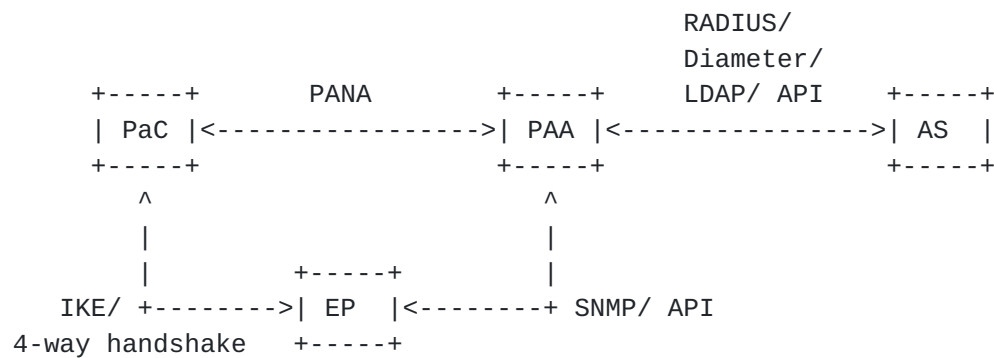 RADIUS/
Diameter/
+-----+ PANA +-----+ LDAP/ API +-----+
| PaC |<----------------->| PAA |<---------------->| AS |
+-----+ +-----+ +-----+
^ ^
| |
| +-----+ |
IKE/ +-------->| EP |<--------+ SNMP/ API
4-way handshake +-----+